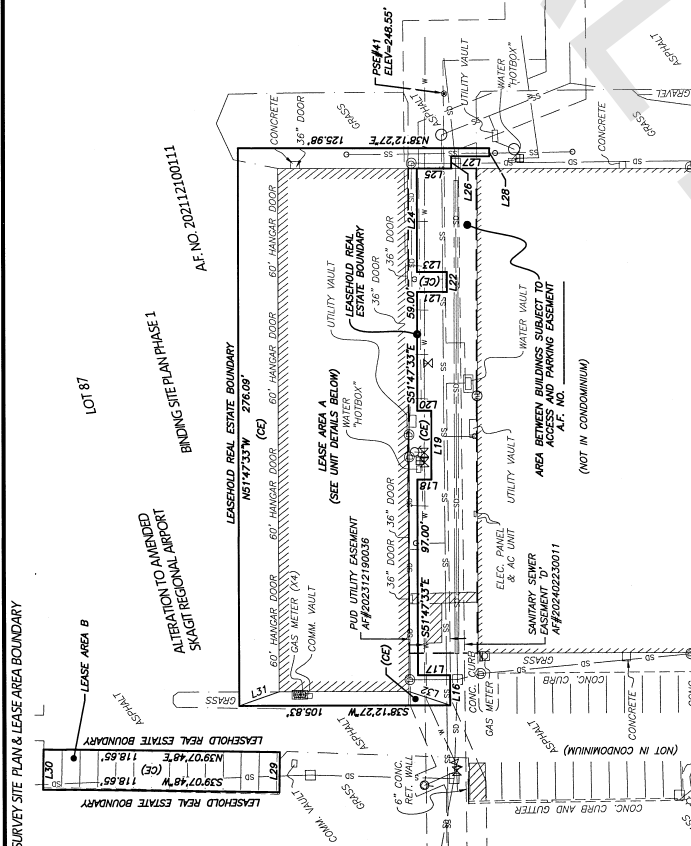 SURVEY SITE PLAN & LEASE AREA BOUNDARY
LOT 87
A.F. NO. 202112100111
BINDING SITE PLAN PHASE 1
ALTERATION TO AMENDED
SKAGIT REGIONAL AIRPORT
LEASE AREA B
ASPHALT
GRASS
LEASEHOLD REAL ESTATE BOUNDARY
N51°47'33"W 276.09'
(CE)
60' HANGAR DOOR
60' HANGAR DOOR
60' HANGAR DOOR
60' HANGAR DOOR
60' HANGAR DOOR
CONCRETE
36" DOOR
GRASS
N38°12'27"E
125.98'
PSE#41
ELEV=248.55'
ASPHALT
UTILITY VAULT
WATER
"HOTBOX"
ASPHALT
GRAVEL
GRASS
CONCRETE
L31
GAS METER (X4)
COMM. VAULT
LEASE AREA A
(SEE UNIT DETAILS BELOW)
WATER
"HOTBOX"
UTILITY VAULT
LEASEHOLD REAL
ESTATE BOUNDARY
36" DOOR
36" DOOR
36" DOOR
36" DOOR
PUD UTILITY EASEMENT
AF#202312190036
(CE)
S38°12'27"W
105.83'
L32
L16
L17
S51°47'33"E
97.00'
L18
L19
(CE)
L20
S51°47'33"E
59.00'
L21
L22
(CE)
L23
L24
L25
L26
L27
L28
LEASEHOLD REAL ESTATE BOUNDARY
N39°07'48"E
118.65'
(CE)
S39°07'48"W
118.65'
LEASEHOLD REAL ESTATE BOUNDARY
L30
L29
COMM. VAULT
GRASS
ASPHALT
6" CONC.
RET. WALL
CONC. CURB
GAS METER
GRASS
SANITARY SEWER
EASEMENT 'D'
AF#202402230011
ELEC. PANEL
& AC UNIT
UTILITY VAULT
WATER VAULT
AREA BETWEEN BUILDINGS SUBJECT TO
ACCESS AND PARKING EASEMENT
A.F. NO.
(NOT IN CONDOMINIUM)
CONC. CURB
ASPHALT
CONCRETE
(NOT IN CONDOMINIUM)
CONC. CURB AND GUTTER